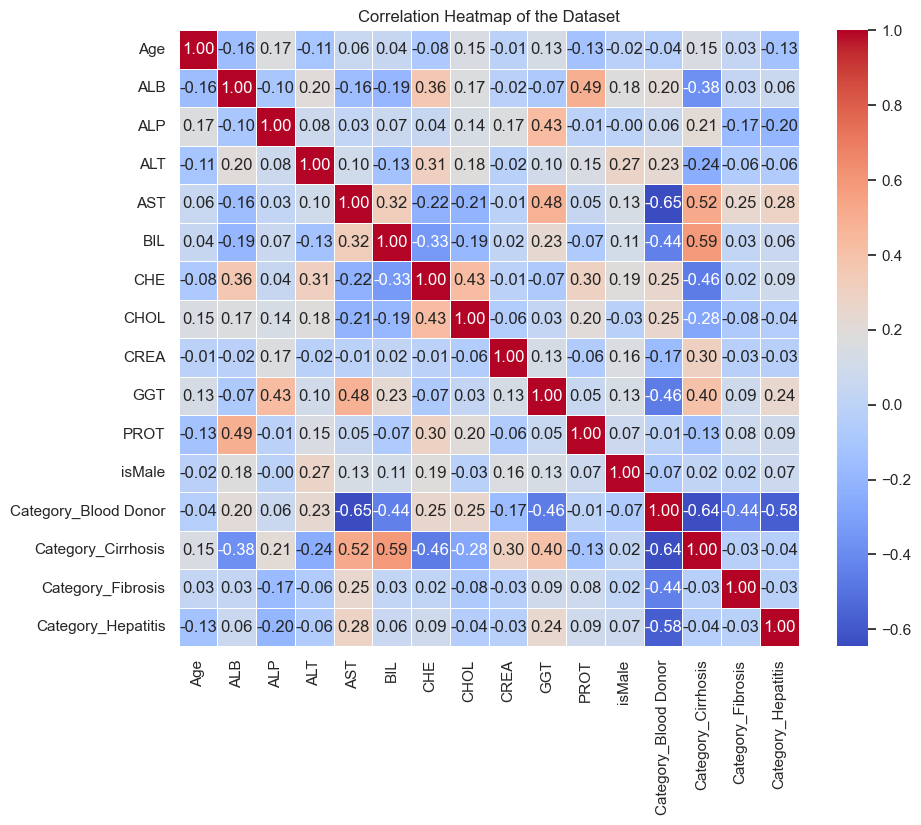 Correlation Heatmap of the Dataset
Age 1.00 -0.16 0.17 -0.11 0.06 0.04 -0.08 0.15 -0.01 0.13 -0.13 -0.02 -0.04 0.15 0.03 -0.13
ALB -0.16 1.00 -0.10 0.20 -0.16 -0.19 0.36 0.17 -0.02 -0.07 0.49 0.18 0.20 -0.38 0.03 0.06
ALP 0.17 -0.10 1.00 0.08 0.03 0.07 0.04 0.14 0.17 0.43 -0.01 -0.00 0.06 0.21 -0.17 -0.20
ALT -0.11 0.20 0.08 1.00 0.10 -0.13 0.31 0.18 -0.02 0.10 0.15 0.27 0.23 -0.24 -0.06 -0.06
AST 0.06 -0.16 0.03 0.10 1.00 0.32 -0.22 -0.21 -0.01 0.48 0.05 0.13 -0.65 0.52 0.25 0.28
BIL 0.04 -0.19 0.07 -0.13 0.32 1.00 -0.33 -0.19 0.02 0.23 -0.07 0.11 -0.44 0.59 0.03 0.06
CHE -0.08 0.36 0.04 0.31 -0.22 -0.33 1.00 0.43 -0.01 -0.07 0.30 0.19 0.25 -0.46 0.02 0.09
CHOL 0.15 0.17 0.14 0.18 -0.21 -0.19 0.43 1.00 -0.06 0.03 0.20 -0.03 0.25 -0.28 -0.08 -0.04
CREA -0.01 -0.02 0.17 -0.02 -0.01 0.02 -0.01 -0.06 1.00 0.13 -0.06 0.16 -0.17 0.30 -0.03 -0.03
GGT 0.13 -0.07 0.43 0.10 0.48 0.23 -0.07 0.03 0.13 1.00 0.05 0.13 -0.46 0.40 0.09 0.24
PROT -0.13 0.49 -0.01 0.15 0.05 -0.07 0.30 0.20 -0.06 0.05 1.00 0.07 -0.01 -0.13 0.08 0.09
isMale -0.02 0.18 -0.00 0.27 0.13 0.11 0.19 -0.03 0.16 0.13 0.07 1.00 -0.07 0.02 0.02 0.07
Category_Blood Donor -0.04 0.20 0.06 0.23 -0.65 -0.44 0.25 0.25 -0.17 -0.46 -0.01 -0.07 1.00 -0.64 -0.44 -0.58
Category_Cirrhosis 0.15 -0.38 0.21 -0.24 0.52 0.59 -0.46 -0.28 0.30 0.40 -0.13 0.02 -0.64 1.00 -0.03 -0.04
Category_Fibrosis 0.03 0.03 -0.17 -0.06 0.25 0.03 0.02 -0.08 -0.03 0.09 0.08 0.02 -0.44 -0.03 1.00 -0.03
Category_Hepatitis -0.13 0.06 -0.20 -0.06 0.28 0.06 0.09 -0.04 -0.03 0.24 0.09 0.07 -0.58 -0.04 -0.03 1.00
Age
ALB
ALP
ALT
AST
BIL
CHE
CHOL
CREA
GGT
PROT
isMale
Category_Blood Donor
Category_Cirrhosis
Category_Fibrosis
Category_Hepatitis
1.0
0.8
0.6
0.4
0.2
0.0
−0.2
−0.4
−0.6